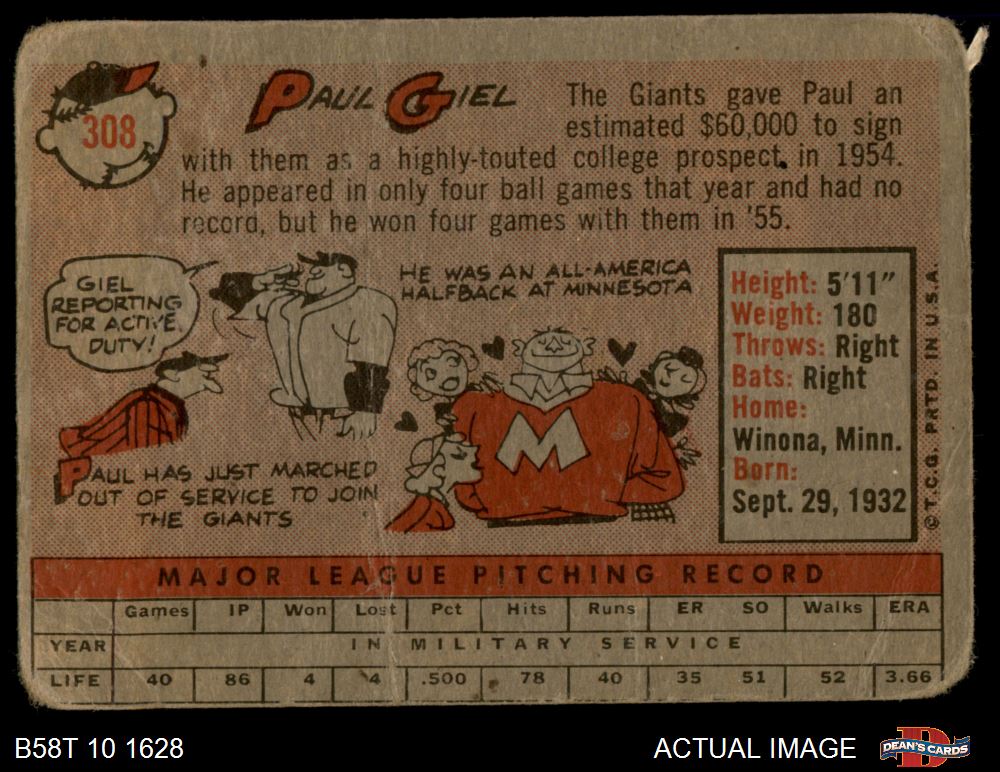 308
PAUL GIEL
The Giants gave Paul an
estimated $60,000 to sign
with them as a highly-touted college prospect in 1954.
He appeared in only four ball games that year and had no
record, but he won four games with them in '55.
GIEL
REPORTING
FOR ACTIVE
DUTY!
PAUL HAS JUST MARCHED
OUT OF SERVICE TO JOIN
THE GIANTS
HE WAS AN ALL-AMERICA
HALFBACK AT MINNESOTA
M
Height: 5'11"
Weight: 180
Throws: Right
Bats: Right
Home:
Winona, Minn.
Born:
Sept. 29, 1932
© T.C.G. PRTD. IN U.S.A.
MAJOR LEAGUE PITCHING RECORD
Games IP Won Lost Pct Hits Runs ER SO Walks ERA
YEAR IN MILITARY SERVICE
LIFE 40 86 4 4 .500 78 40 35 51 52 3.66
B58T 10 1628
ACTUAL IMAGE
D
DEAN'S CARDS